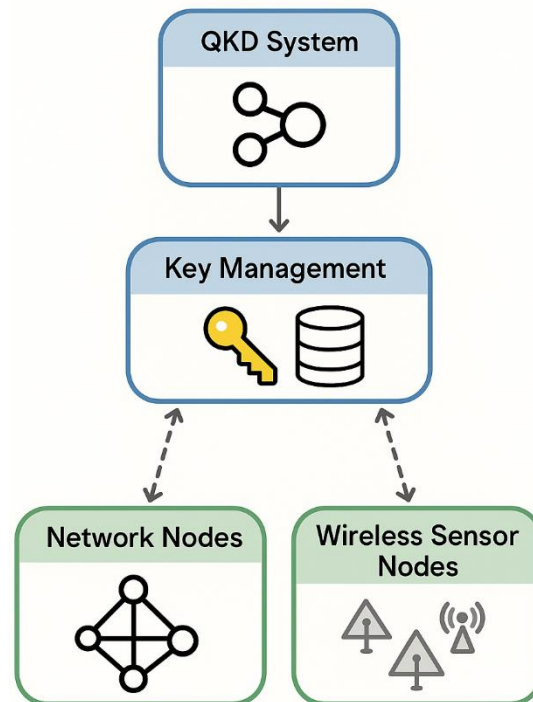 QKD System
Key Management
Network Nodes
Wireless Sensor
Nodes